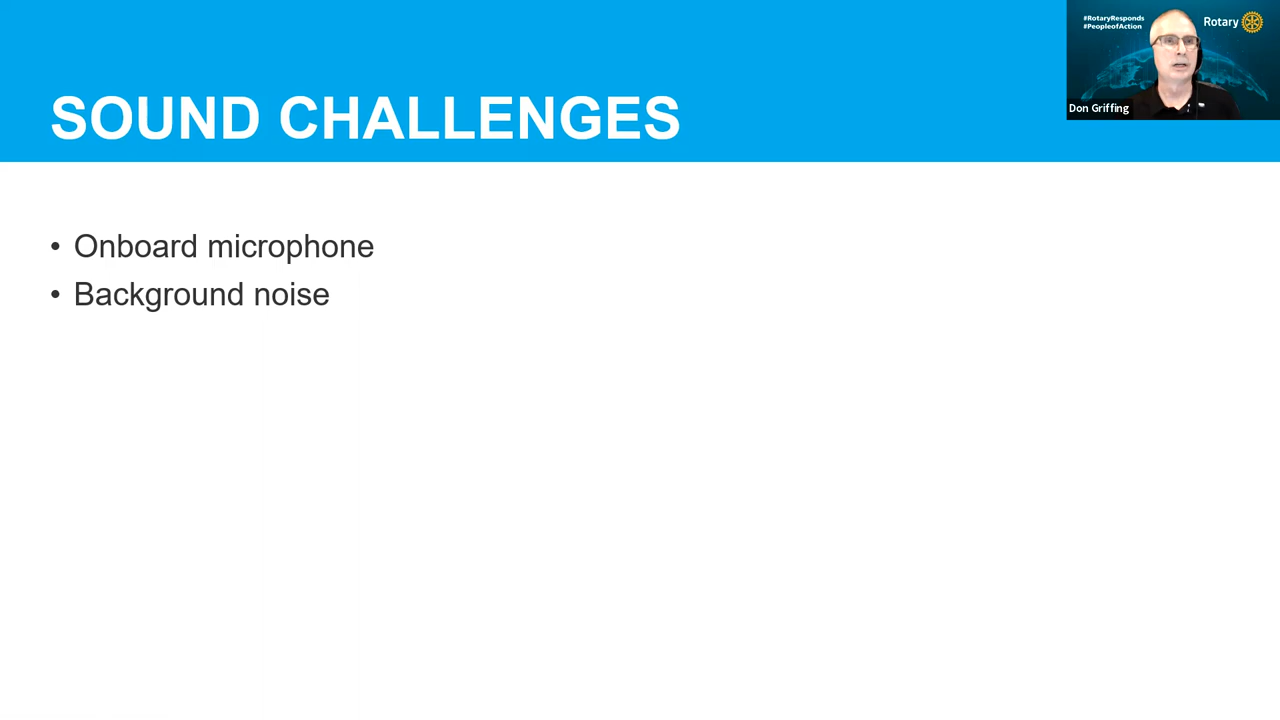 #RotaryResponds
#PeopleofAction
Rotary
Don Griffing
SOUND CHALLENGES
• Onboard microphone
• Background noise